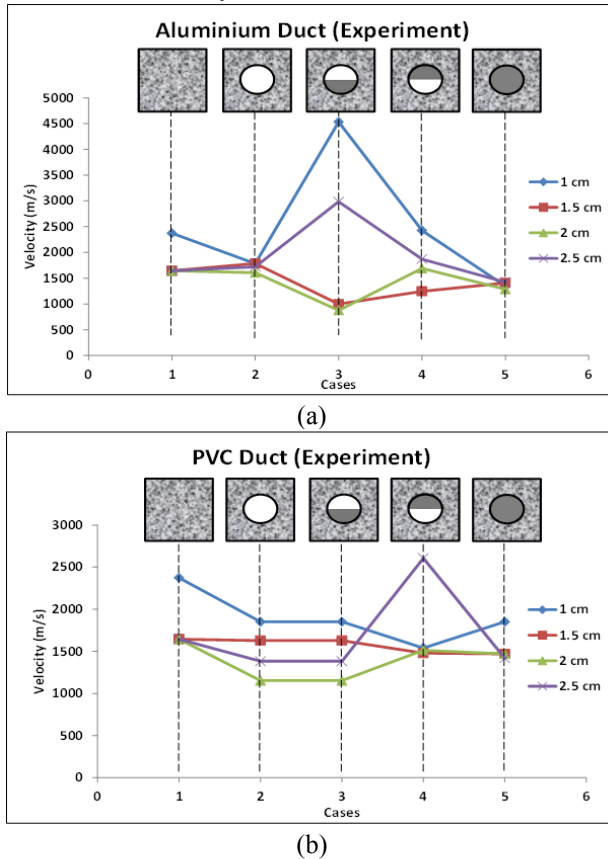 Aluminium Duct (Experiment)
5000
4500
4000
3500
3000
2500
2000
1500
1000
500
0
Velocity (m/s)
0 1 2 3 4 5 6
Cases
1 cm
1.5 cm
2 cm
2.5 cm
(a)
PVC Duct (Experiment)
3000
2500
2000
1500
1000
500
0
Velocity (m/s)
0 1 2 3 4 5 6
Cases
1 cm
1.5 cm
2 cm
2.5 cm
(b)